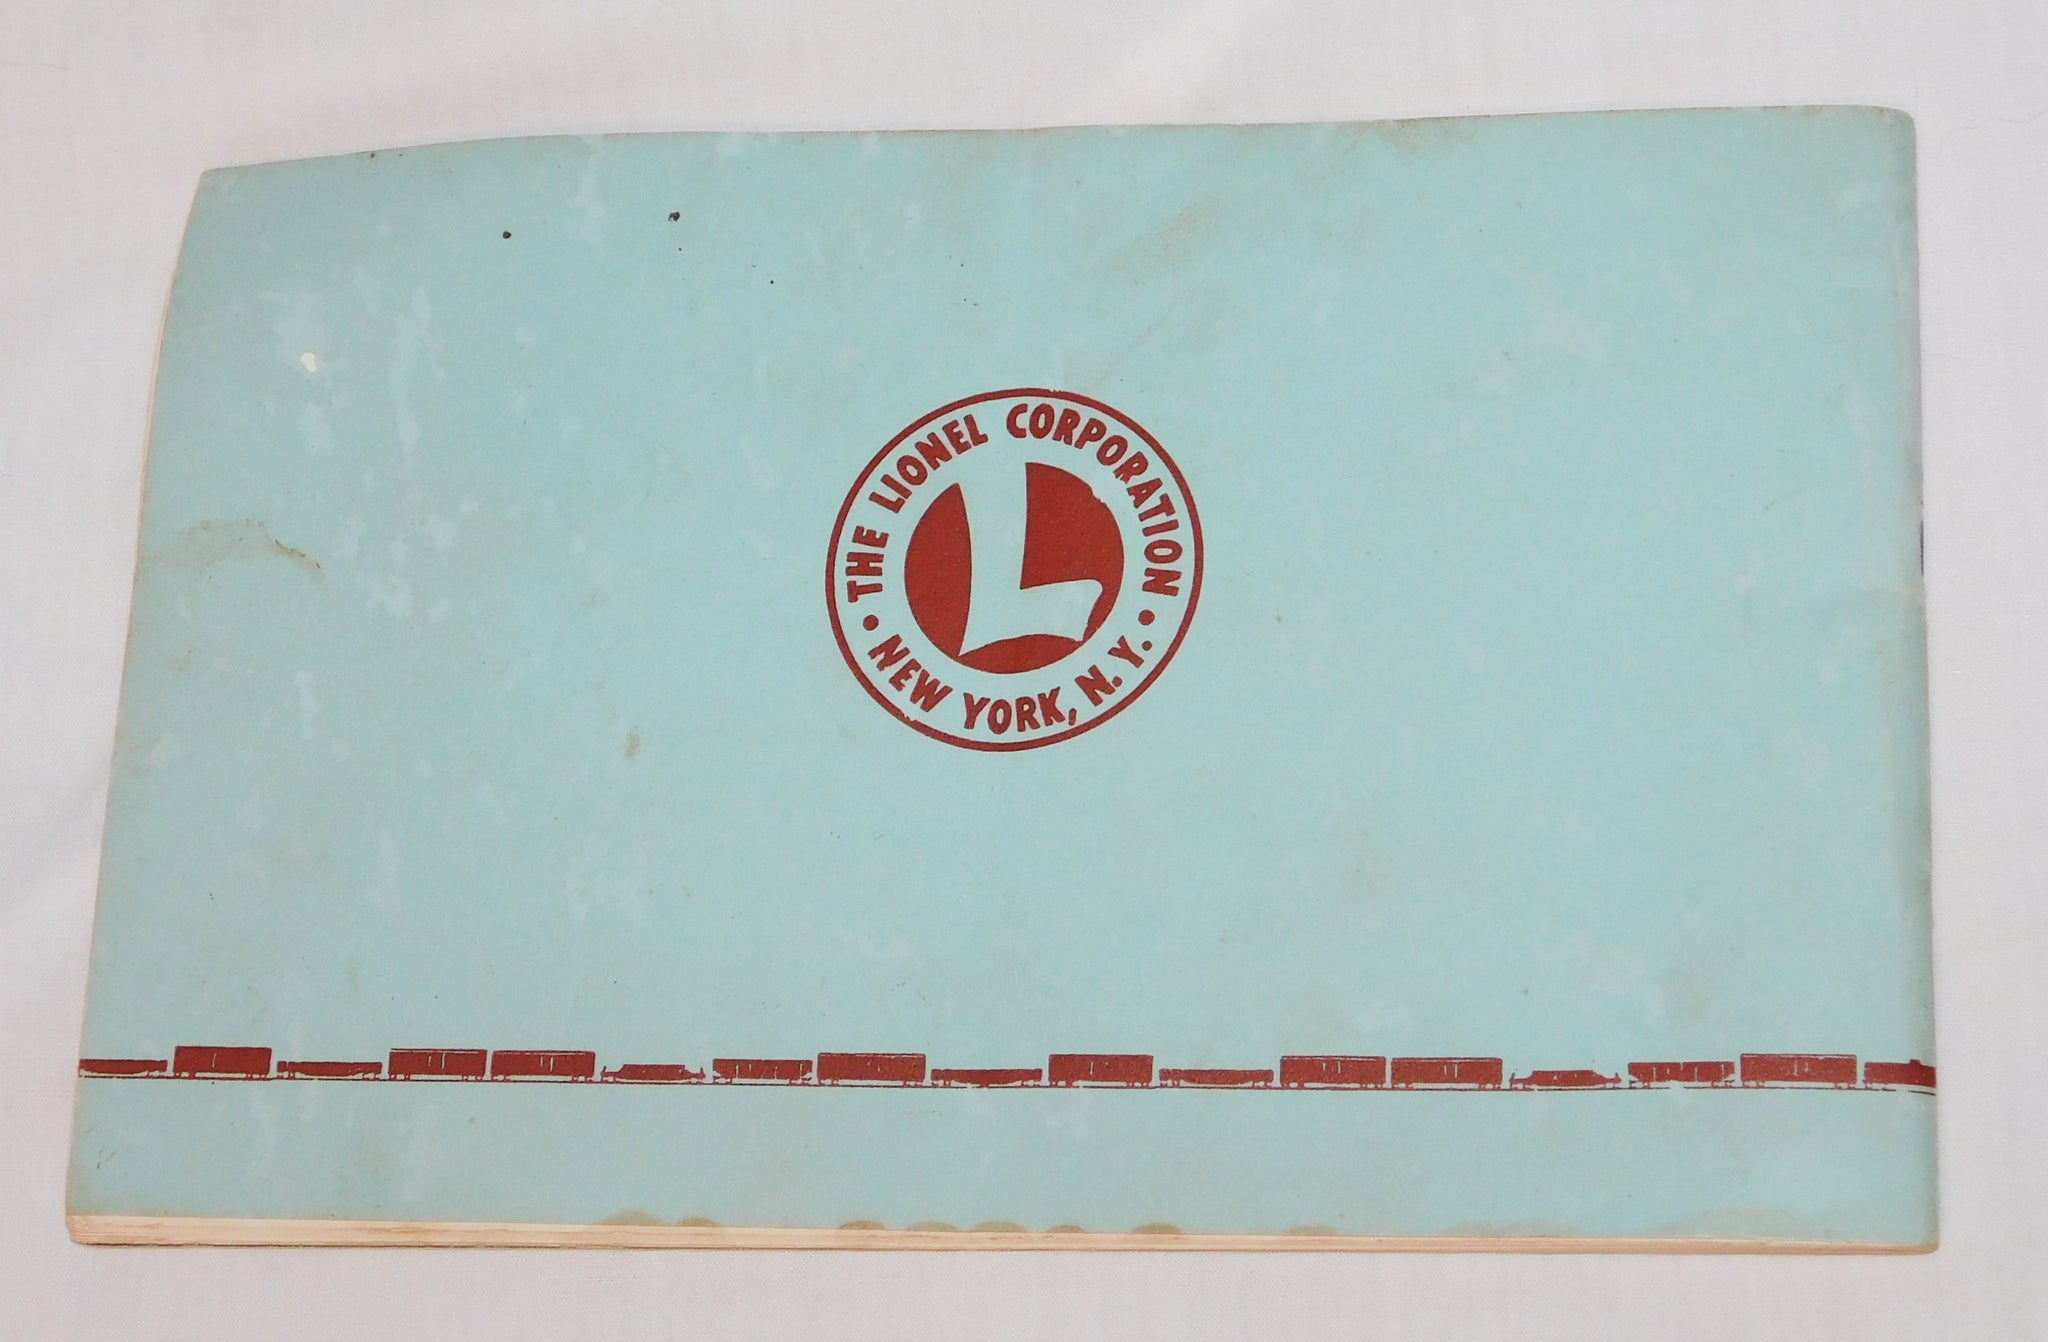 THE LIONEL CORPORATION
• NEW YORK, N. Y. •
L